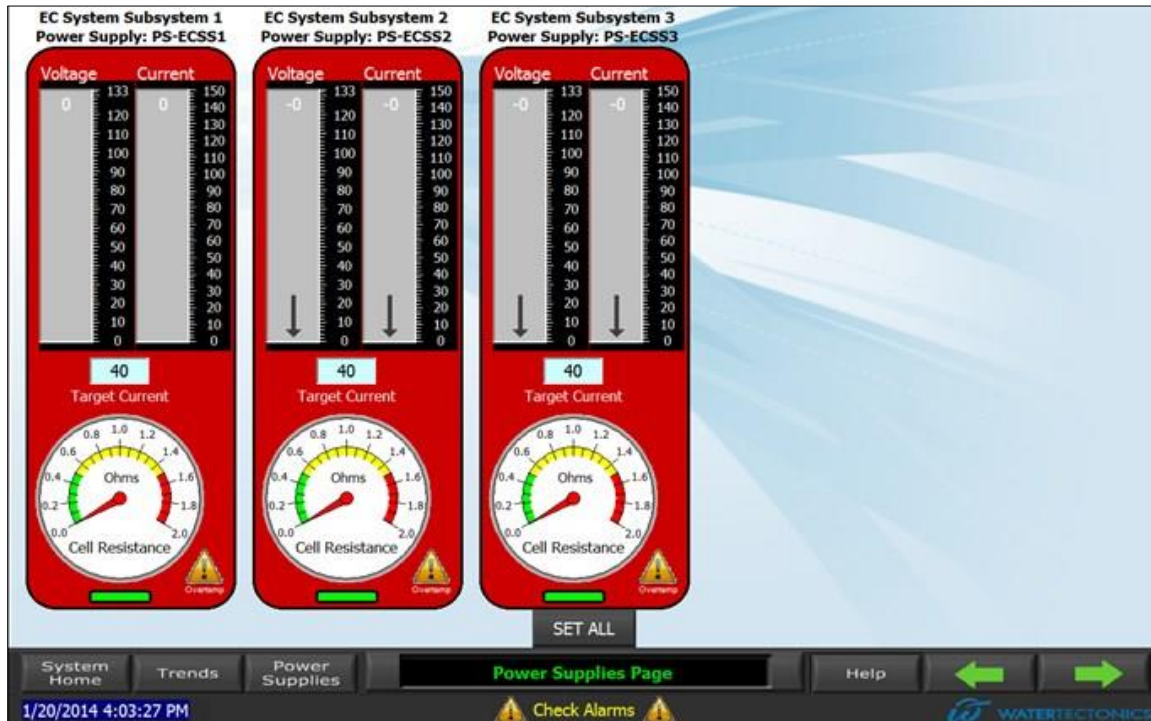 EC System Subsystem 1
Power Supply: PS-ECSS1
Voltage Current
0 0
133 150
120 140
110 130
100 120
90 110
80 100
70 90
60 80
50 70
40 60
30 50
20 40
10 30
0 20
10
0
40
Target Current
0.0 0.2 0.4 0.6 0.8 1.0 1.2 1.4 1.6 1.8 2.0
Ohms
Cell Resistance
Overtemp
EC System Subsystem 2
Power Supply: PS-ECSS2
Voltage Current
-0 -0
133 150
120 140
110 130
100 120
90 110
80 100
70 90
60 80
50 70
40 60
30 50
20 40
10 30
0 20
10
0
40
Target Current
0.0 0.2 0.4 0.6 0.8 1.0 1.2 1.4 1.6 1.8 2.0
Ohms
Cell Resistance
Overtemp
EC System Subsystem 3
Power Supply: PS-ECSS3
Voltage Current
-0 -0
133 150
120 140
110 130
100 120
90 110
80 100
70 90
60 80
50 70
40 60
30 50
20 40
10 30
0 20
10
0
40
Target Current
0.0 0.2 0.4 0.6 0.8 1.0 1.2 1.4 1.6 1.8 2.0
Ohms
Cell Resistance
Overtemp
SET ALL
System
Home
Trends
Power
Supplies
Power Supplies Page
Help
1/20/2014 4:03:27 PM
Check Alarms
WATERTECTONICS